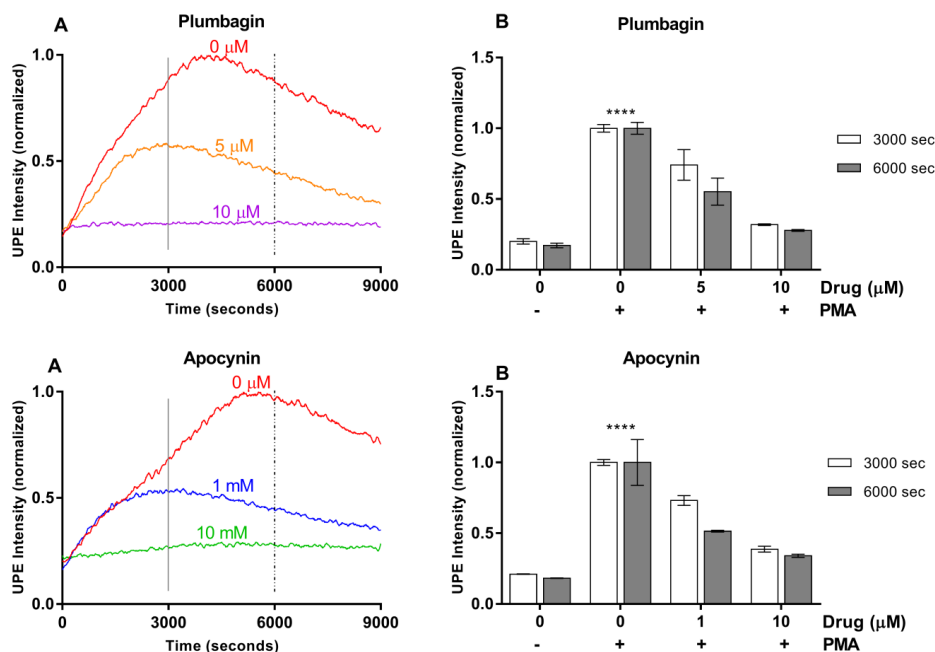 A
Plumbagin
UPE Intensity (normalized)
1.0
0.5
0.0
0 μM
5 μM
10 μM
0 3000 6000 9000
Time (seconds)
B
Plumbagin
UPE Intensity (normalized)
1.5
1.0
0.5
0.0
****
3000 sec
6000 sec
0 0 5 10 Drug (μM)
- + + + PMA
A
Apocynin
UPE Intensity (normalized)
1.0
0.5
0.0
0 μM
1 mM
10 mM
0 3000 6000 9000
Time (seconds)
B
Apocynin
UPE Intensity (normalized)
1.5
1.0
0.5
0.0
****
3000 sec
6000 sec
0 0 1 10 Drug (μM)
- + + + PMA